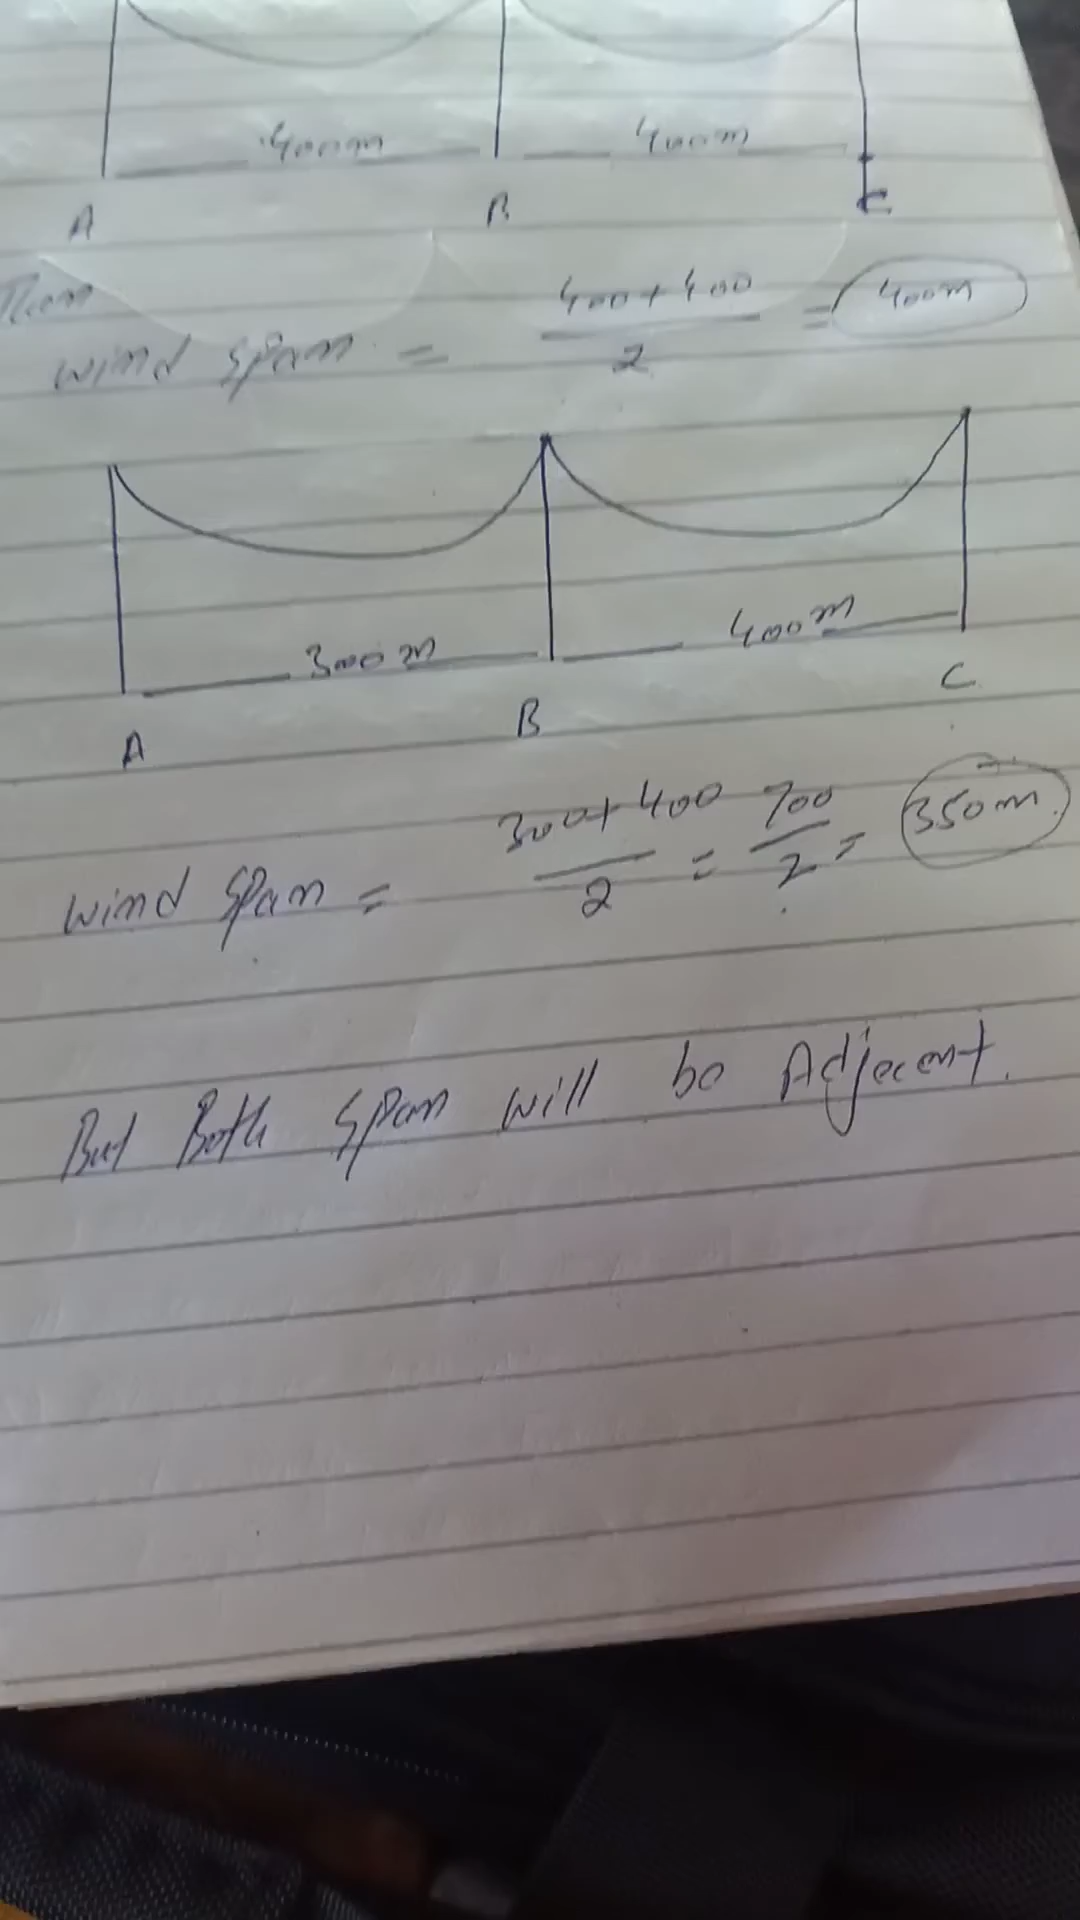 400m 400m
A B C
Then
wind span = 400+400 / 2 = 400m
300m 400m
A B C
wind span = 300+400 / 2 = 700 / 2 = 350m.
But Both span will be Adjecent.